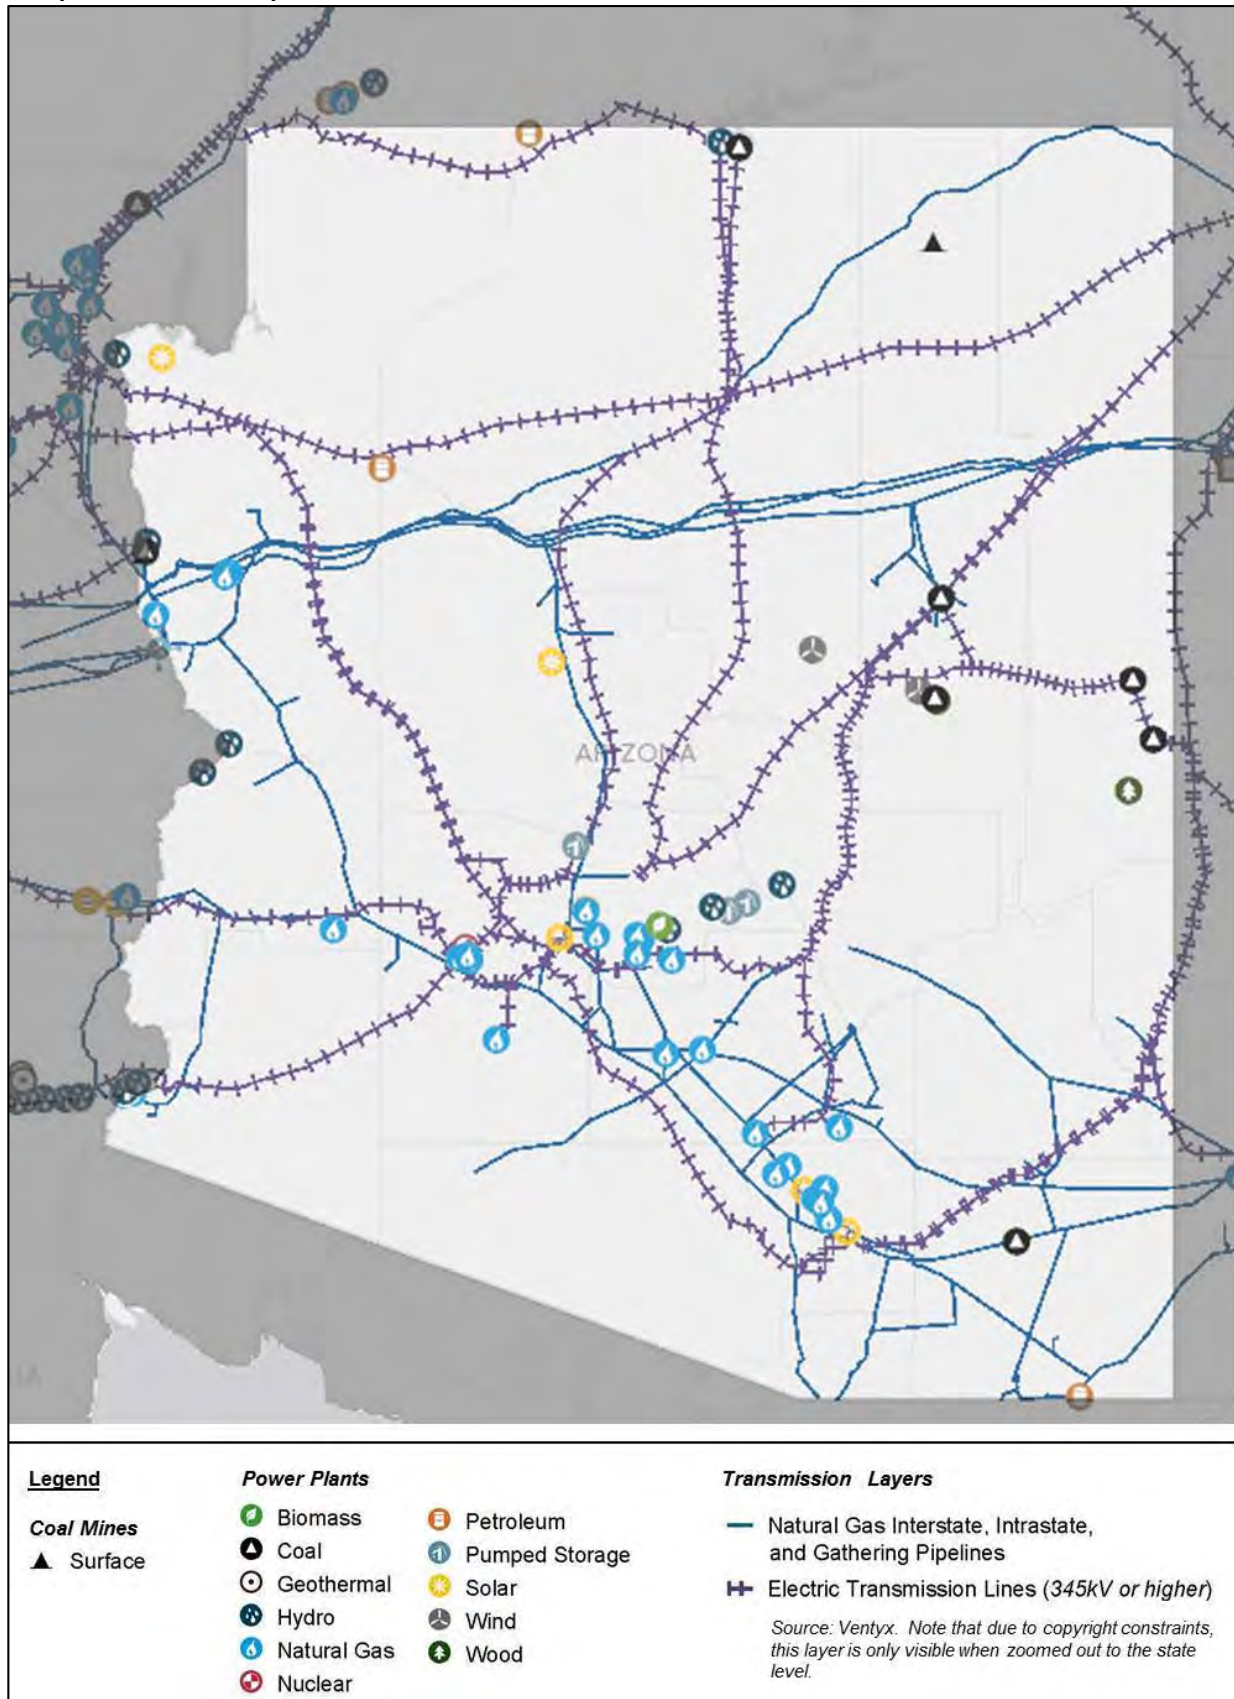 ARIZONA
Legend
Coal Mines
Surface
Power Plants
Biomass
Coal
Geothermal
Hydro
Natural Gas
Nuclear
Petroleum
Pumped Storage
Solar
Wind
Wood
Transmission Layers
Natural Gas Interstate, Intrastate,
and Gathering Pipelines
Electric Transmission Lines (345kV or higher)
Source: Ventyx. Note that due to copyright constraints,
this layer is only visible when zoomed out to the state
level.